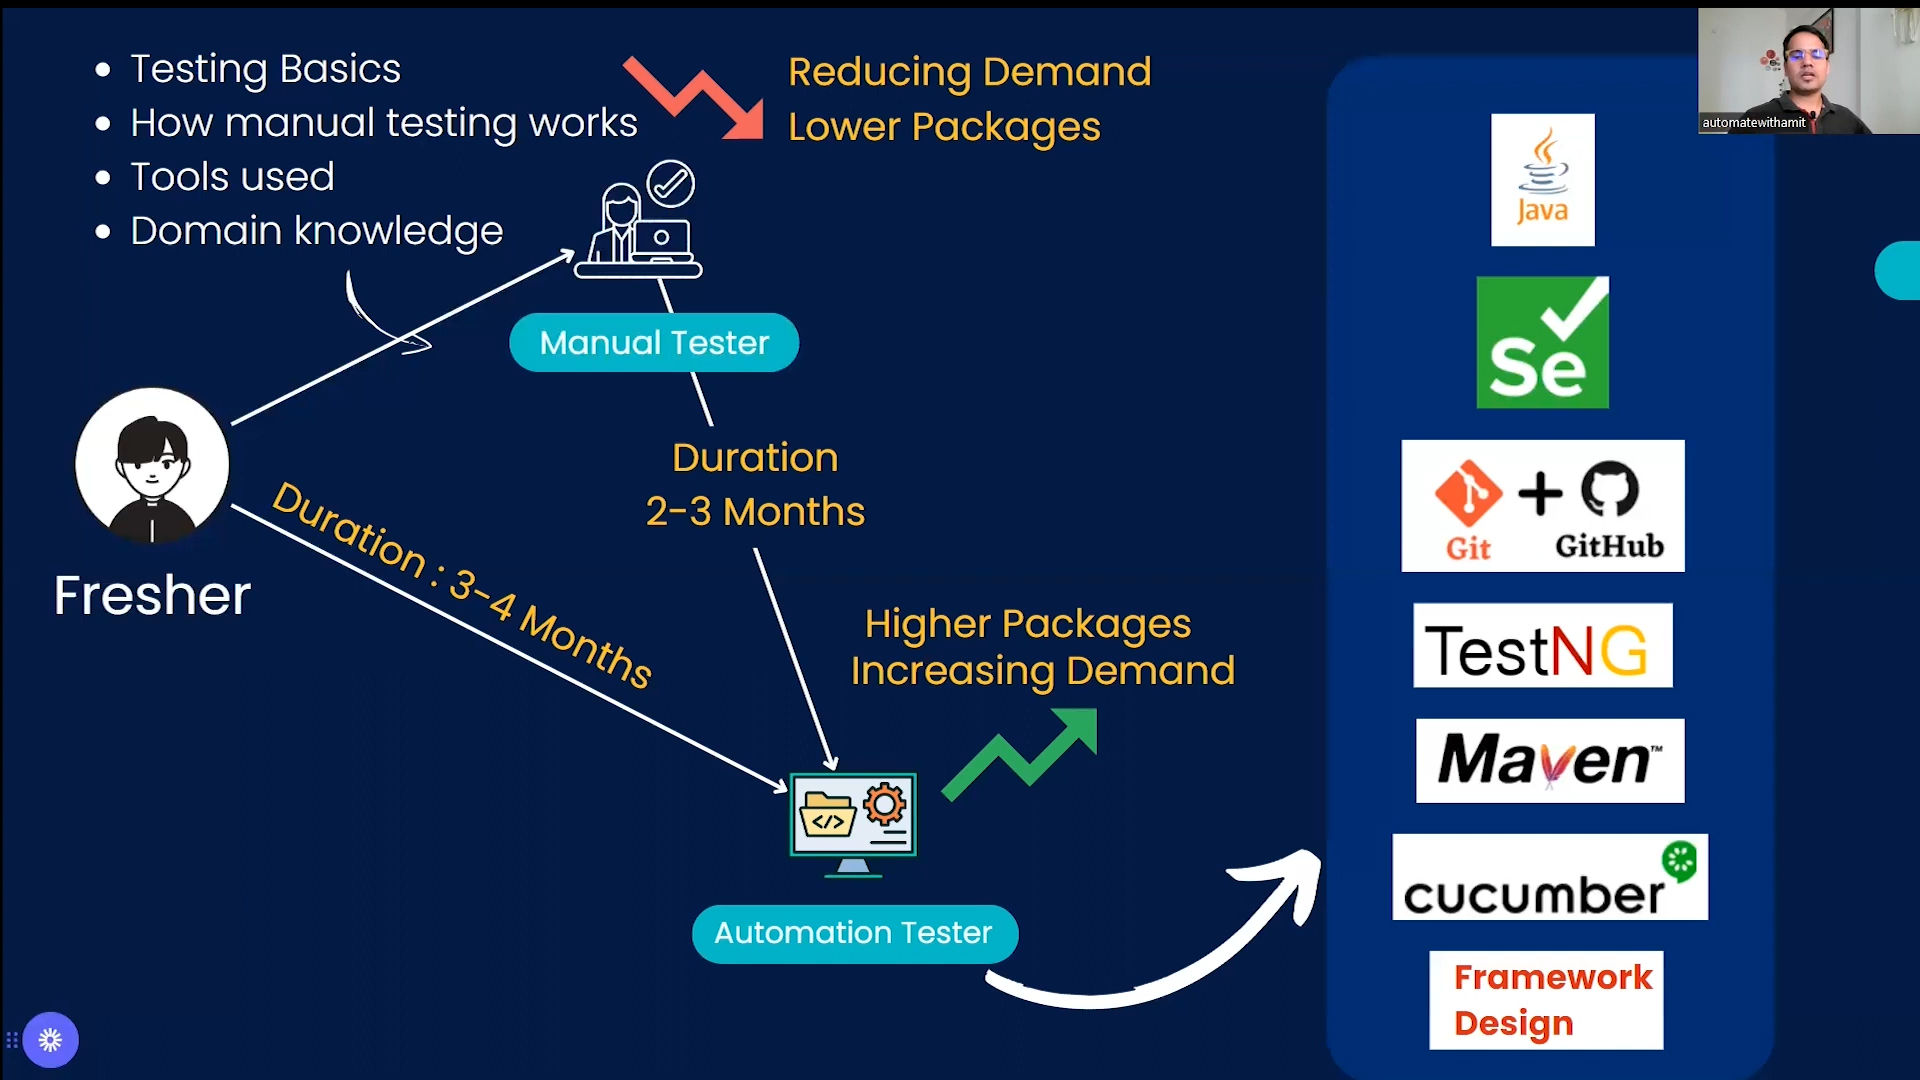 Testing Basics
How manual testing works
Tools used
Domain knowledge
Reducing Demand
Lower Packages
automatewithamit
Manual Tester
Duration
2-3 Months
Fresher
Duration : 3-4 Months
Higher Packages
Increasing Demand
</>
Automation Tester
Java
Se
Git + GitHub
TestNG
Maven™
cucumber
Framework
Design